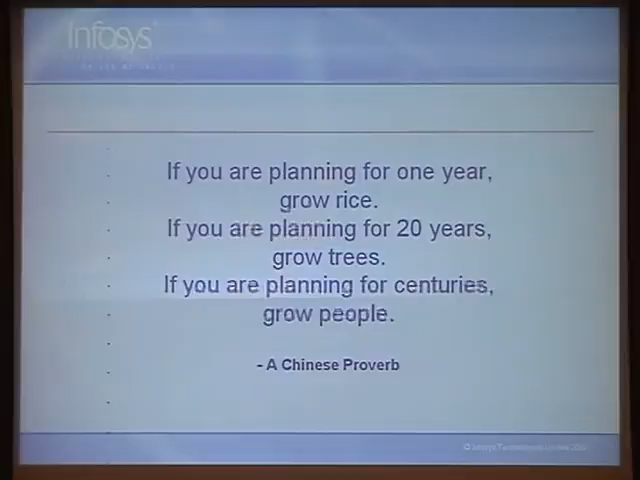 Infosys
If you are planning for one year,
grow rice.
If you are planning for 20 years,
grow trees.
If you are planning for centuries,
grow people.
- A Chinese Proverb